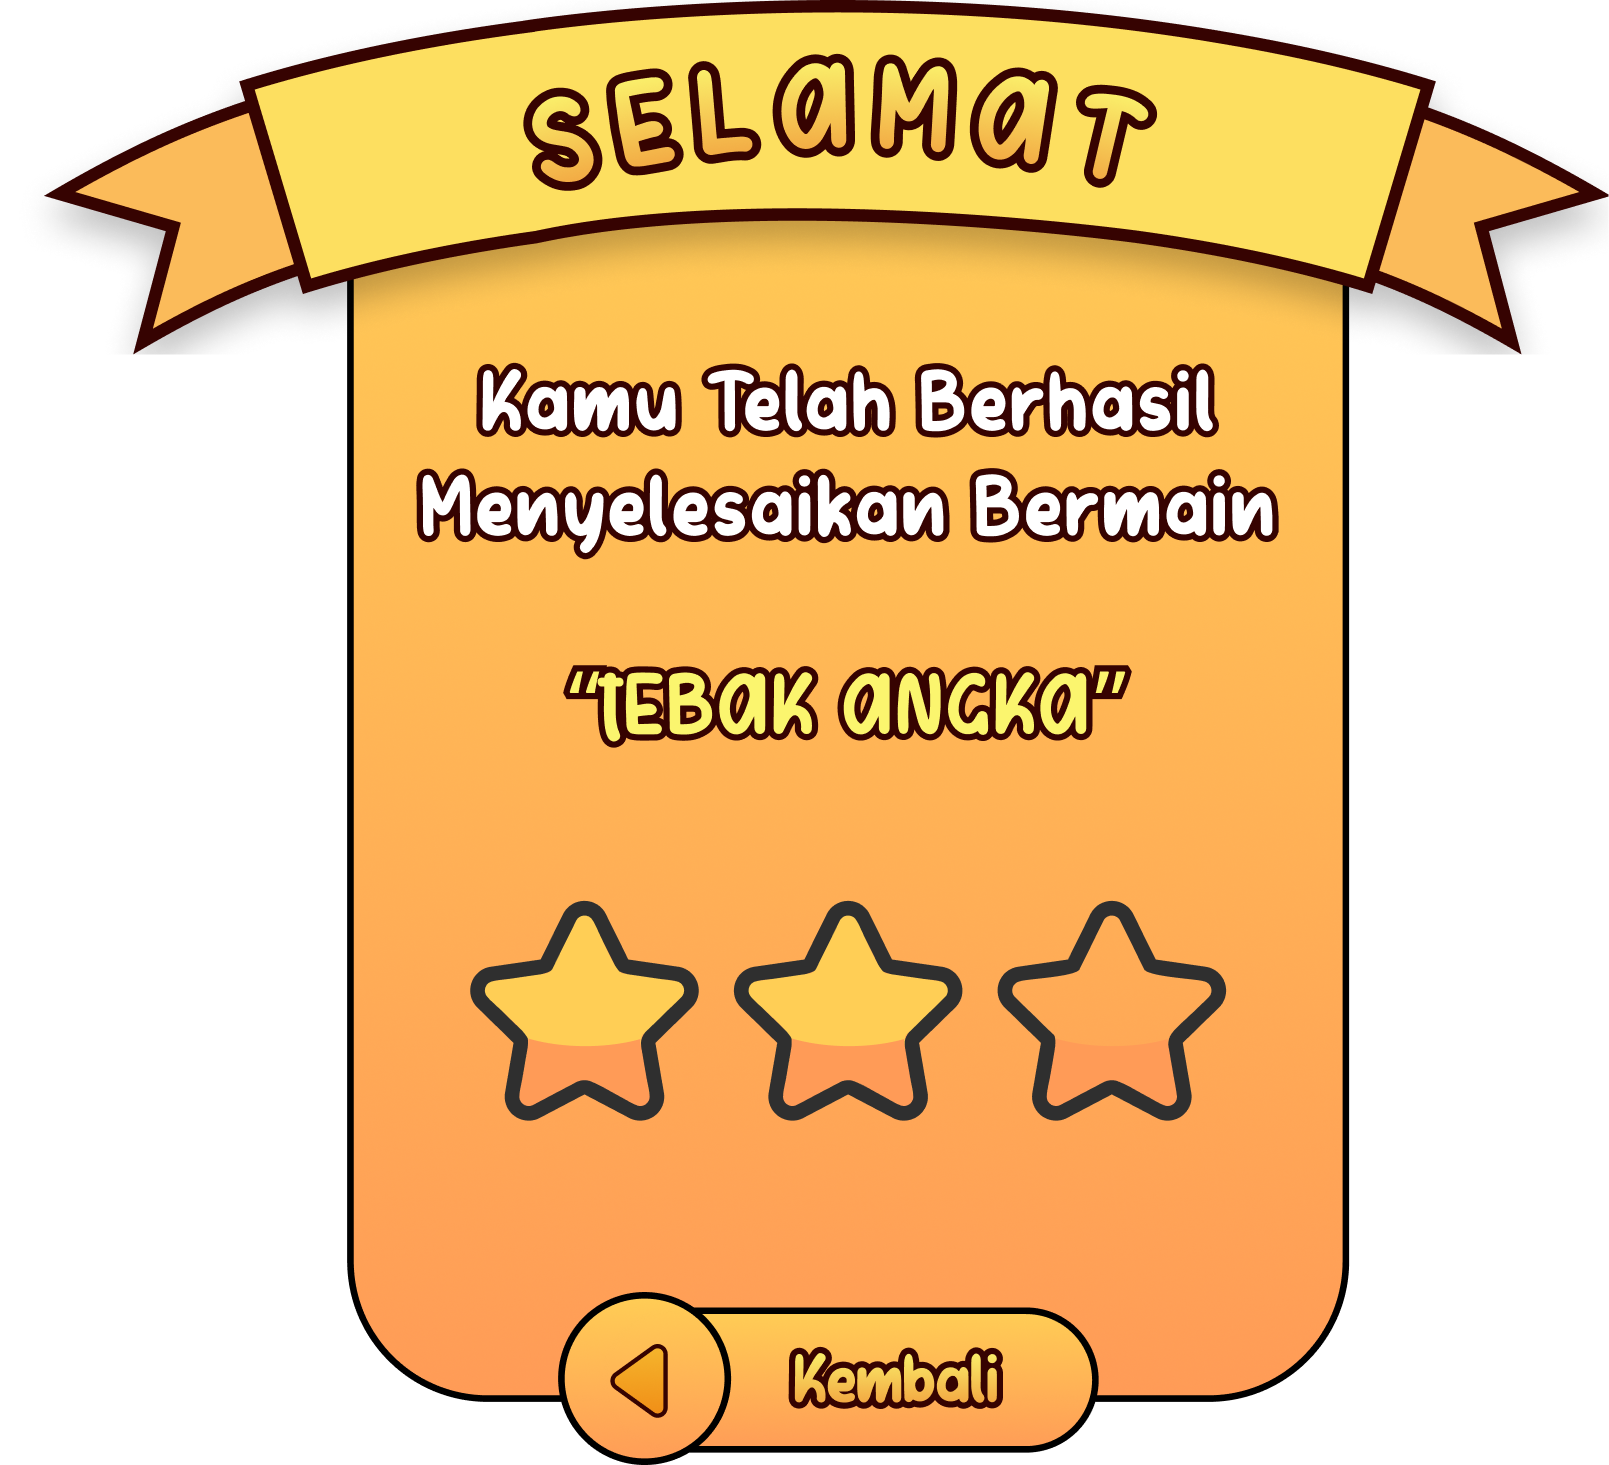 SELAMAT
Kamu Telah Berhasil
Menyelesaikan Bermain
“TEBAK ANGKA”
Kembali